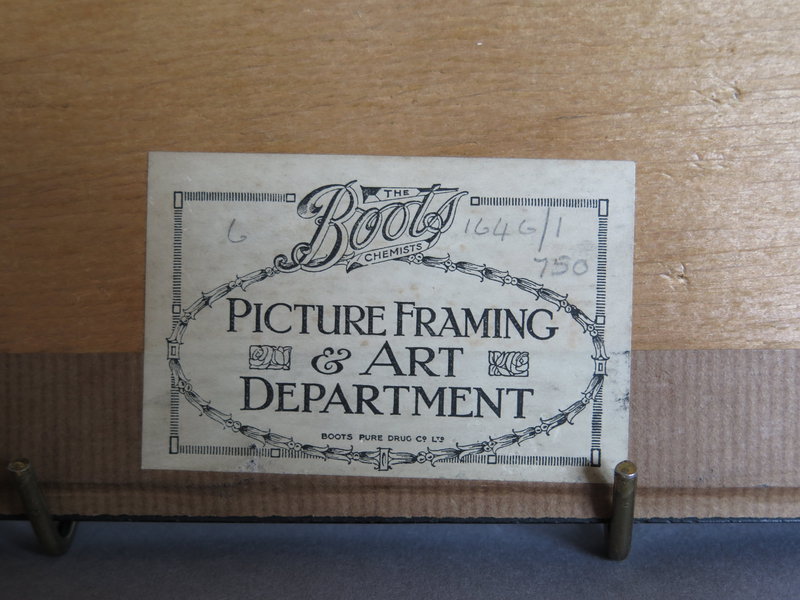 THE
Boots
CHEMISTS
6 1646/1
750
PICTURE FRAMING
& ART
DEPARTMENT
BOOTS PURE DRUG Co LTD